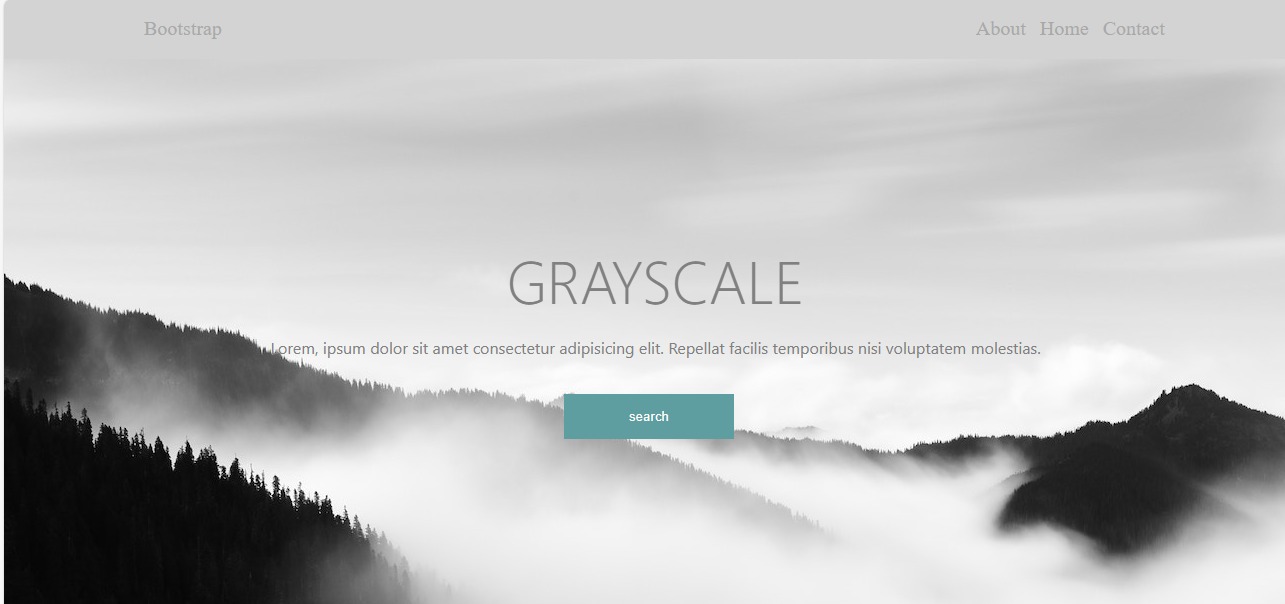 Bootstrap
About Home Contact
GRAYSCALE
Lorem, ipsum dolor sit amet consectetur adipisicing elit. Repellat facilis temporibus nisi voluptatem molestias.
search